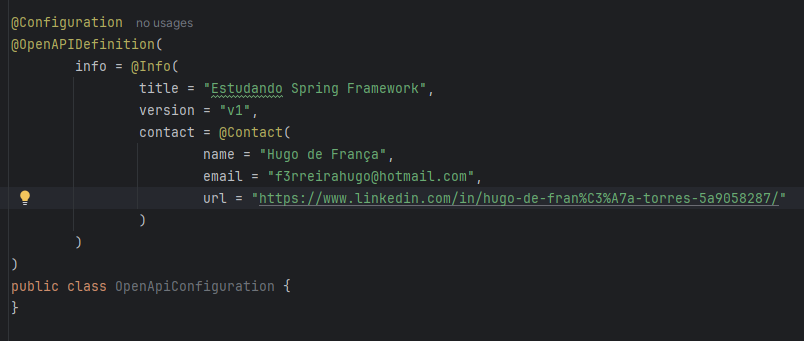 @Configuration no usages
@OpenAPIDefinition(
info = @Info(
title = "Estudando Spring Framework",
version = "v1",
contact = @Contact(
name = "Hugo de França",
email = "f3rreirahugo@hotmail.com",
url = "https://www.linkedin.com/in/hugo-de-fran%C3%A7a-torres-5a9058287/"
)
)
)
public class OpenApiConfiguration {
}